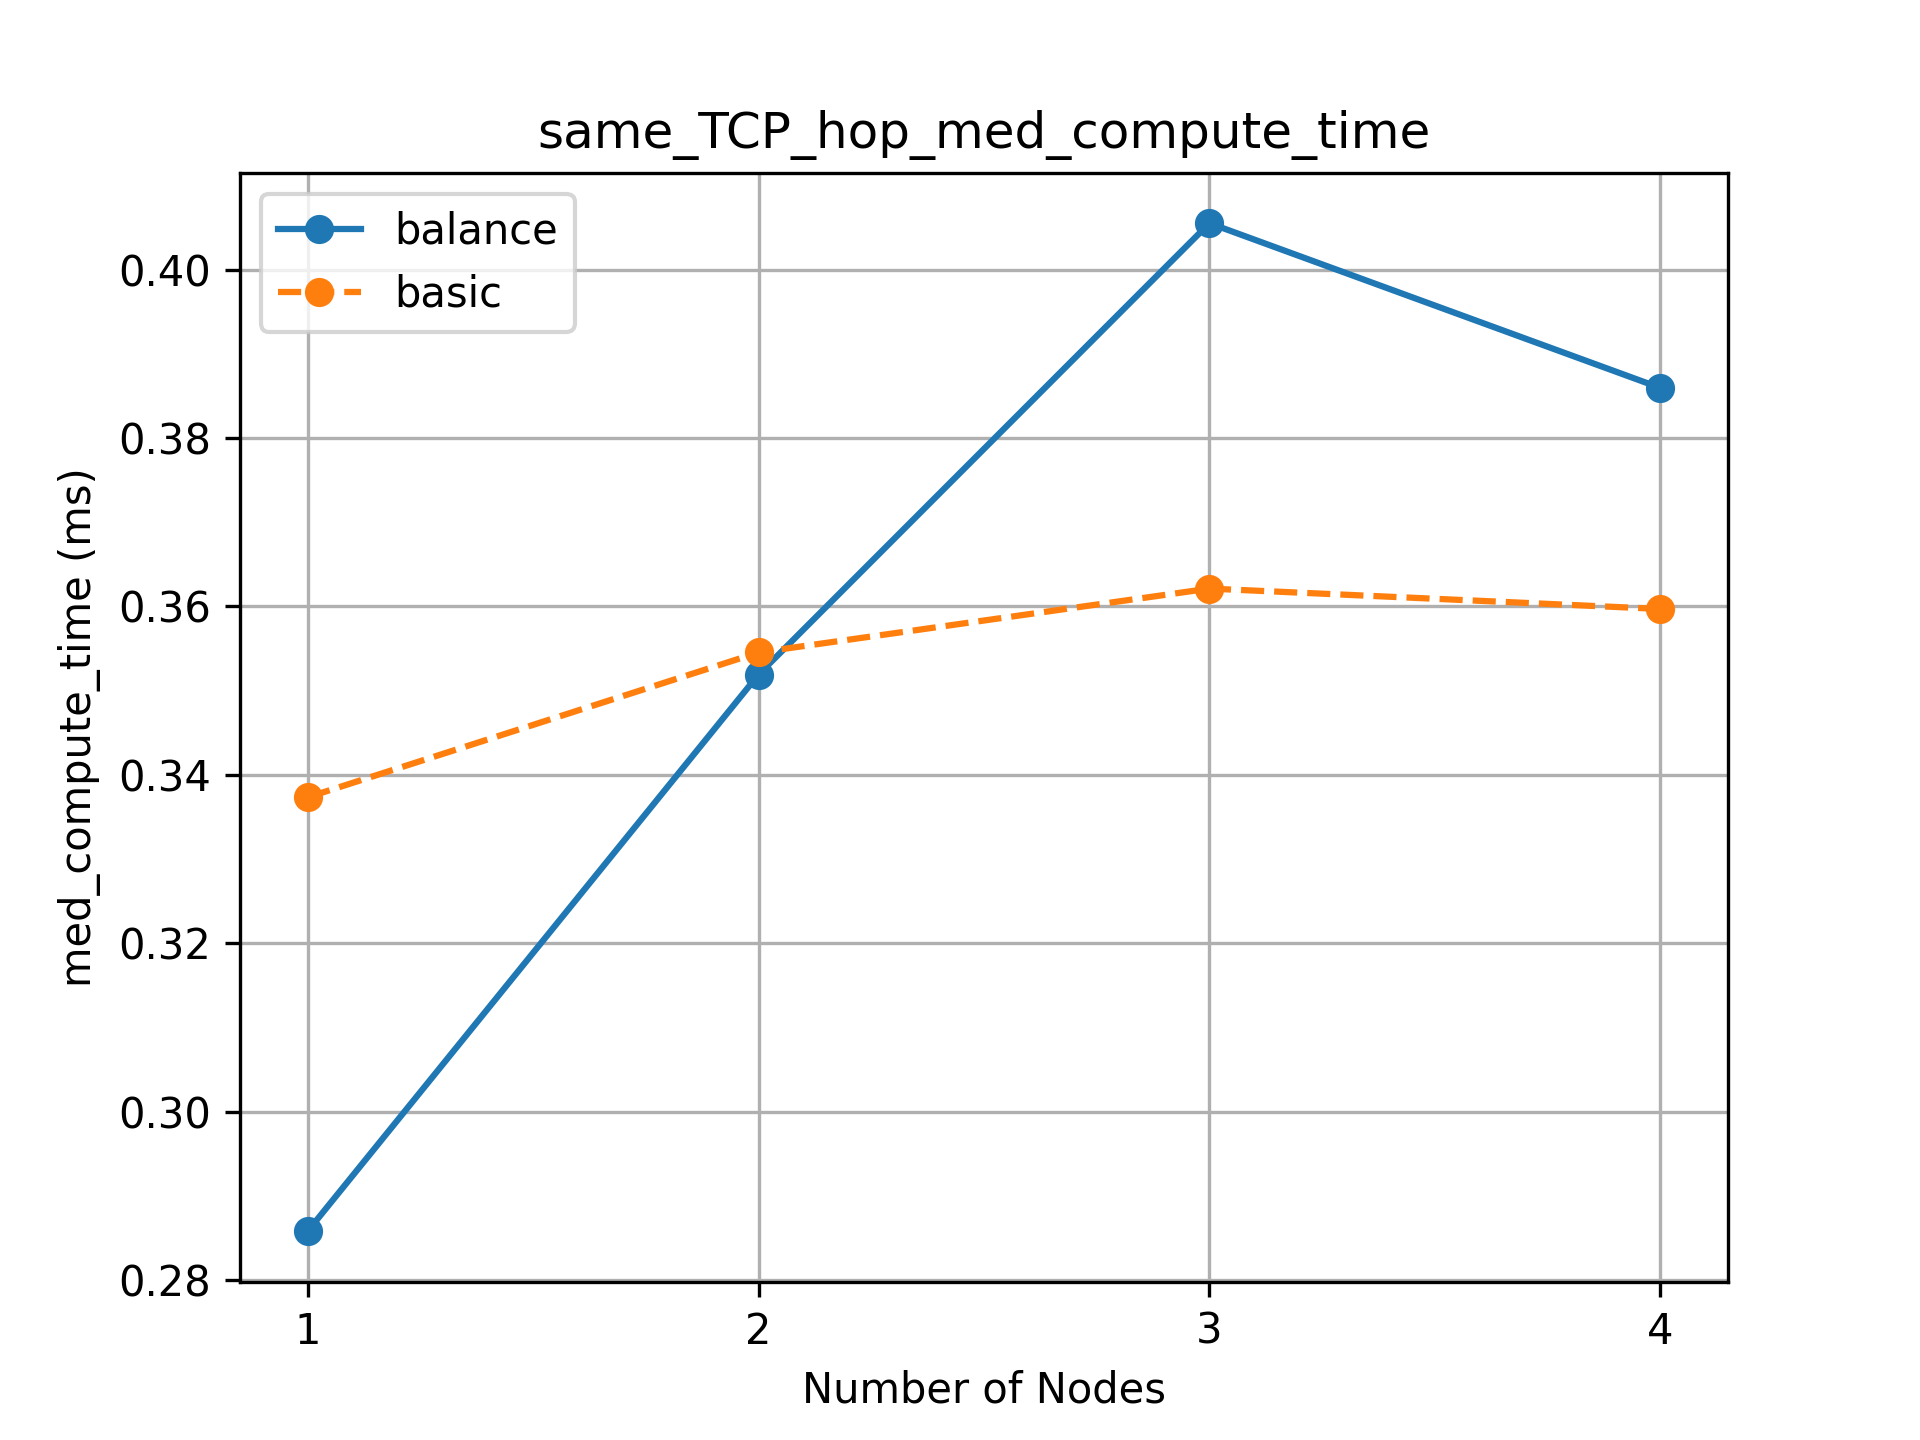 same_TCP_hop_med_compute_time
balance
basic
med_compute_time (ms)
0.40
0.38
0.36
0.34
0.32
0.30
0.28
1 2 3 4
Number of Nodes